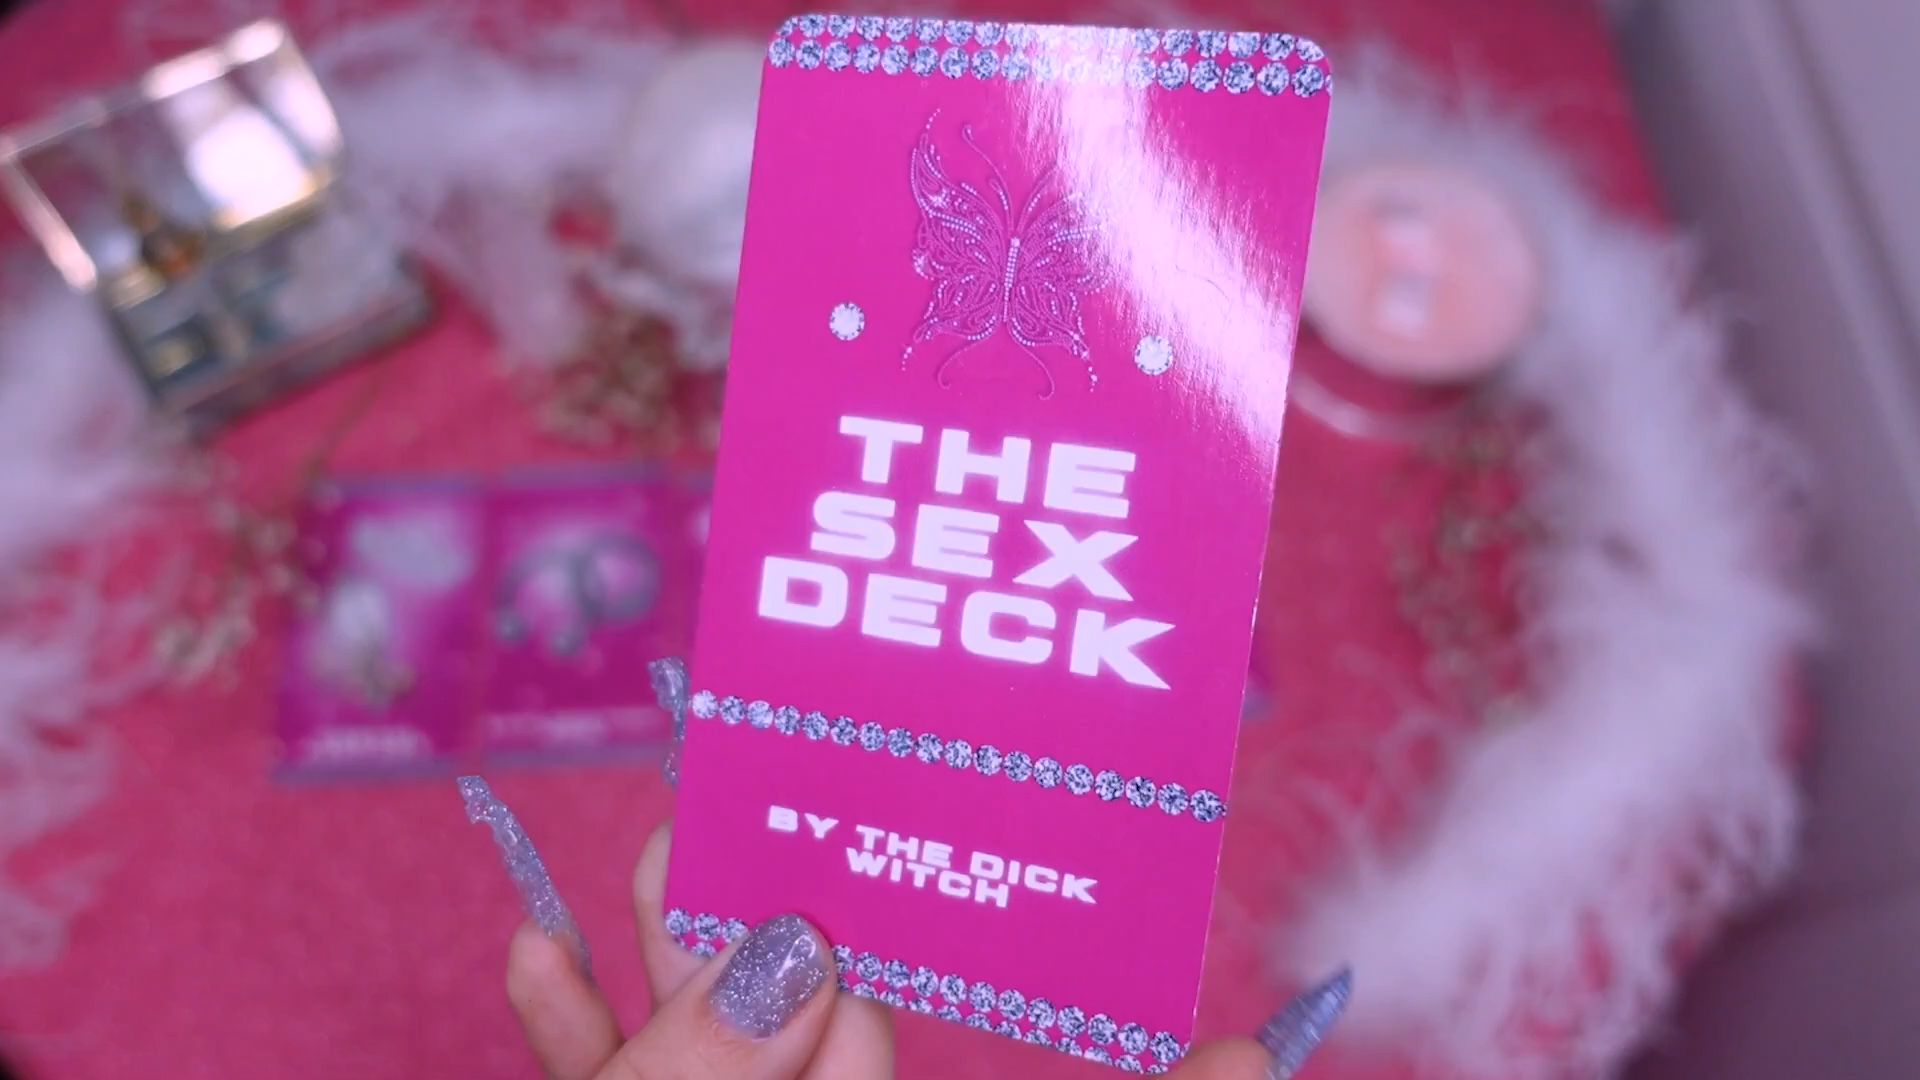 THE
SEX
DECK
BY THE DICK
WITCH